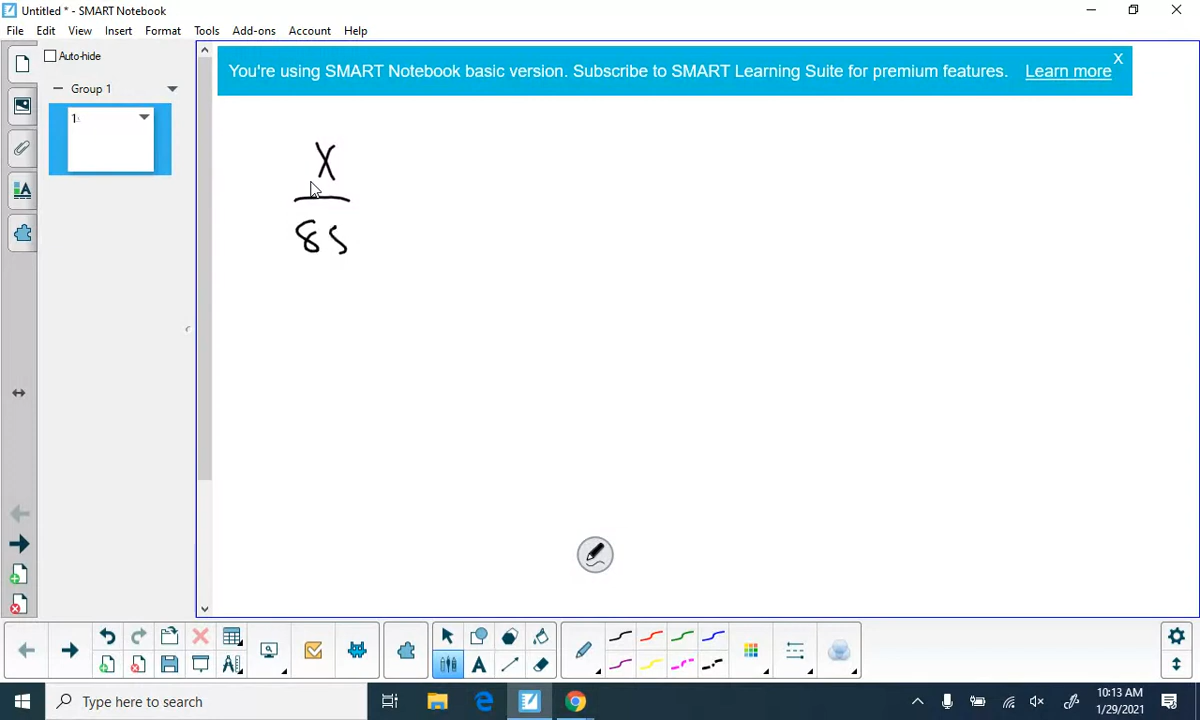 Untitled * - SMART Notebook
File Edit View Insert Format Tools Add-ons Account Help
Auto-hide
Group 1
1
You're using SMART Notebook basic version. Subscribe to SMART Learning Suite for premium features. Learn more X
X
85
Type here to search
10:13 AM
1/29/2021